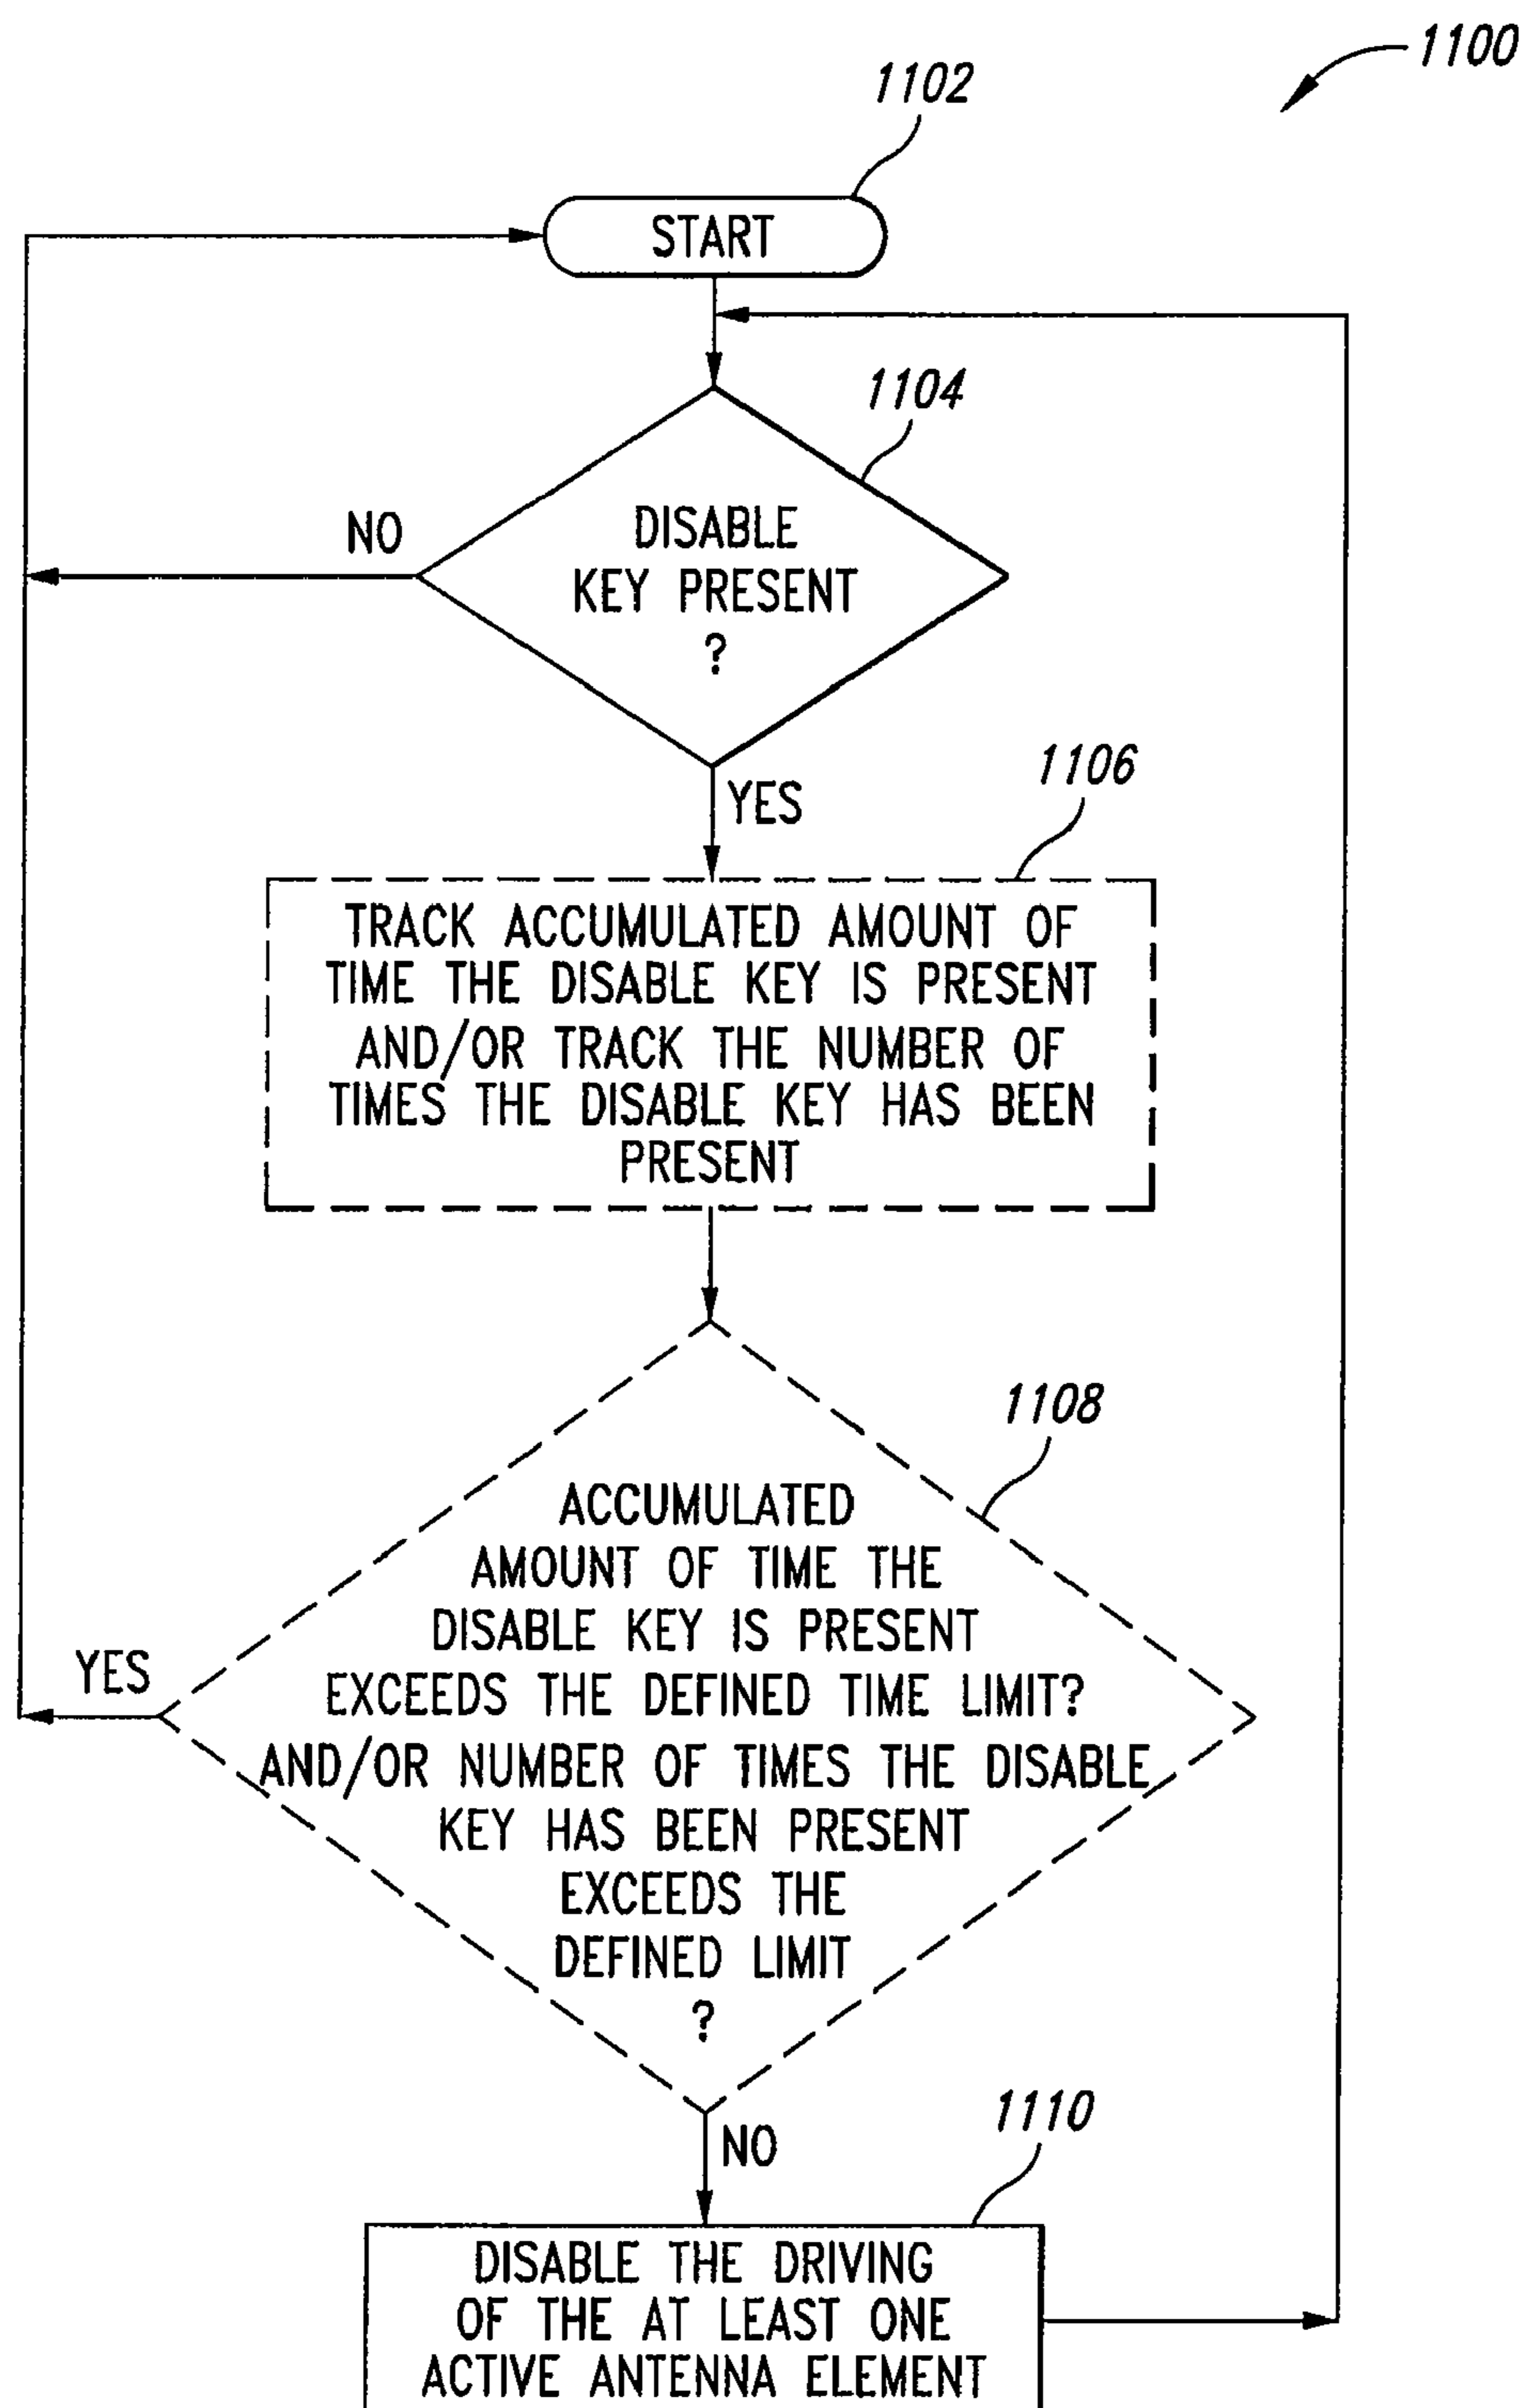 1100
1102
START
1104
NO
DISABLE
KEY PRESENT
?
YES
1106
TRACK ACCUMULATED AMOUNT OF
TIME THE DISABLE KEY IS PRESENT
AND/OR TRACK THE NUMBER OF
TIMES THE DISABLE KEY HAS BEEN
PRESENT
1108
ACCUMULATED
AMOUNT OF TIME THE
DISABLE KEY IS PRESENT
YES
EXCEEDS THE DEFINED TIME LIMIT?
AND/OR NUMBER OF TIMES THE DISABLE
KEY HAS BEEN PRESENT
EXCEEDS THE
DEFINED LIMIT
?
1110
NO
DISABLE THE DRIVING
OF THE AT LEAST ONE
ACTIVE ANTENNA ELEMENT